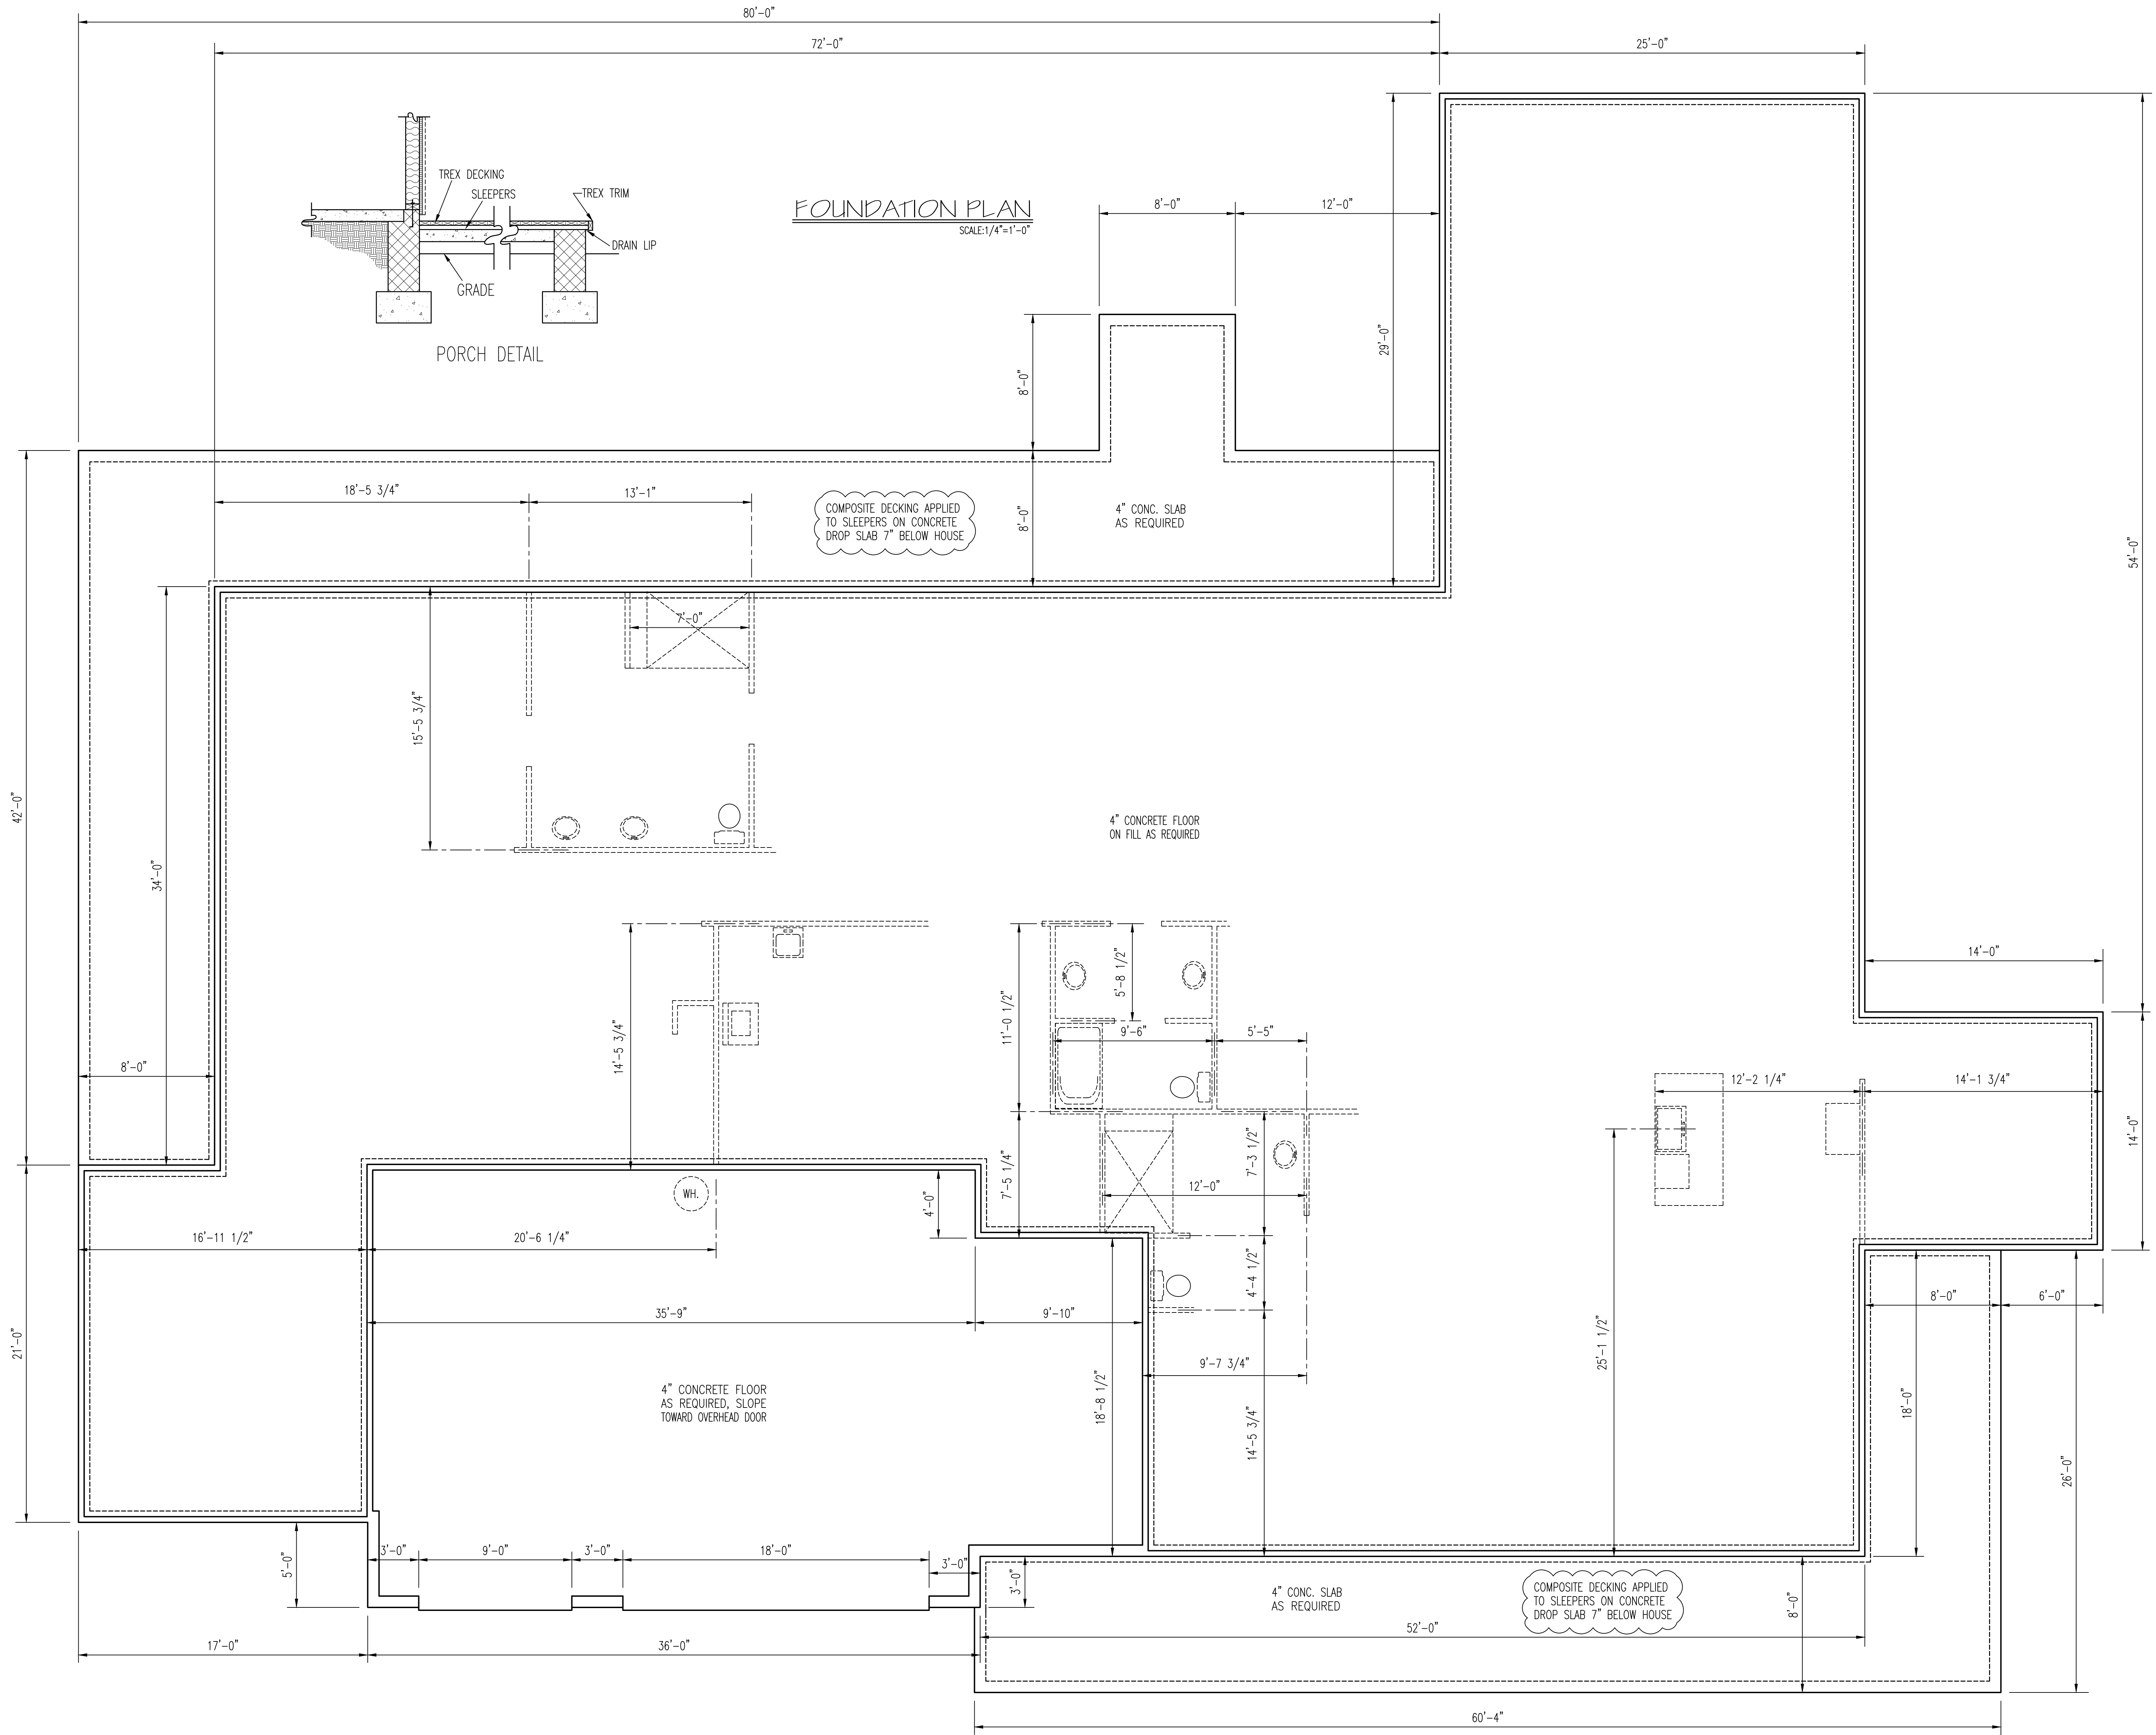 80'-0"
72'-0"
25'-0"
TREX DECKING
SLEEPERS
TREX TRIM
DRAIN LIP
GRADE
PORCH DETAIL
FOUNDATION PLAN
SCALE:1/4"=1'-0"
8'-0"
12'-0"
29'-0"
8'-0"
54'-0"
18'-5 3/4"
13'-1"
COMPOSITE DECKING APPLIED
TO SLEEPERS ON CONCRETE
DROP SLAB 7" BELOW HOUSE
8'-0"
4" CONC. SLAB
AS REQUIRED
7'-0"
15'-5 3/4"
42'-0"
34'-0"
4" CONCRETE FLOOR
ON FILL AS REQUIRED
14'-0"
5'-8 1/2"
11'-0 1/2"
14'-5 3/4"
9'-6"
5'-5"
8'-0"
12'-2 1/4"
14'-1 3/4"
14'-0"
7'-3 1/2"
7'-5 1/4"
12'-0"
WH.
4'-0"
16'-11 1/2"
20'-6 1/4"
4'-4 1/2"
8'-0"
6'-0"
35'-9"
9'-10"
21'-0"
25'-1 1/2"
9'-7 3/4"
18'-8 1/2"
18'-0"
4" CONCRETE FLOOR
AS REQUIRED, SLOPE
TOWARD OVERHEAD DOOR
14'-5 3/4"
26'-0"
5'-0"
3'-0"
9'-0"
3'-0"
18'-0"
3'-0"
3'-0"
4" CONC. SLAB
AS REQUIRED
COMPOSITE DECKING APPLIED
TO SLEEPERS ON CONCRETE
DROP SLAB 7" BELOW HOUSE
8'-0"
52'-0"
17'-0"
36'-0"
60'-4"